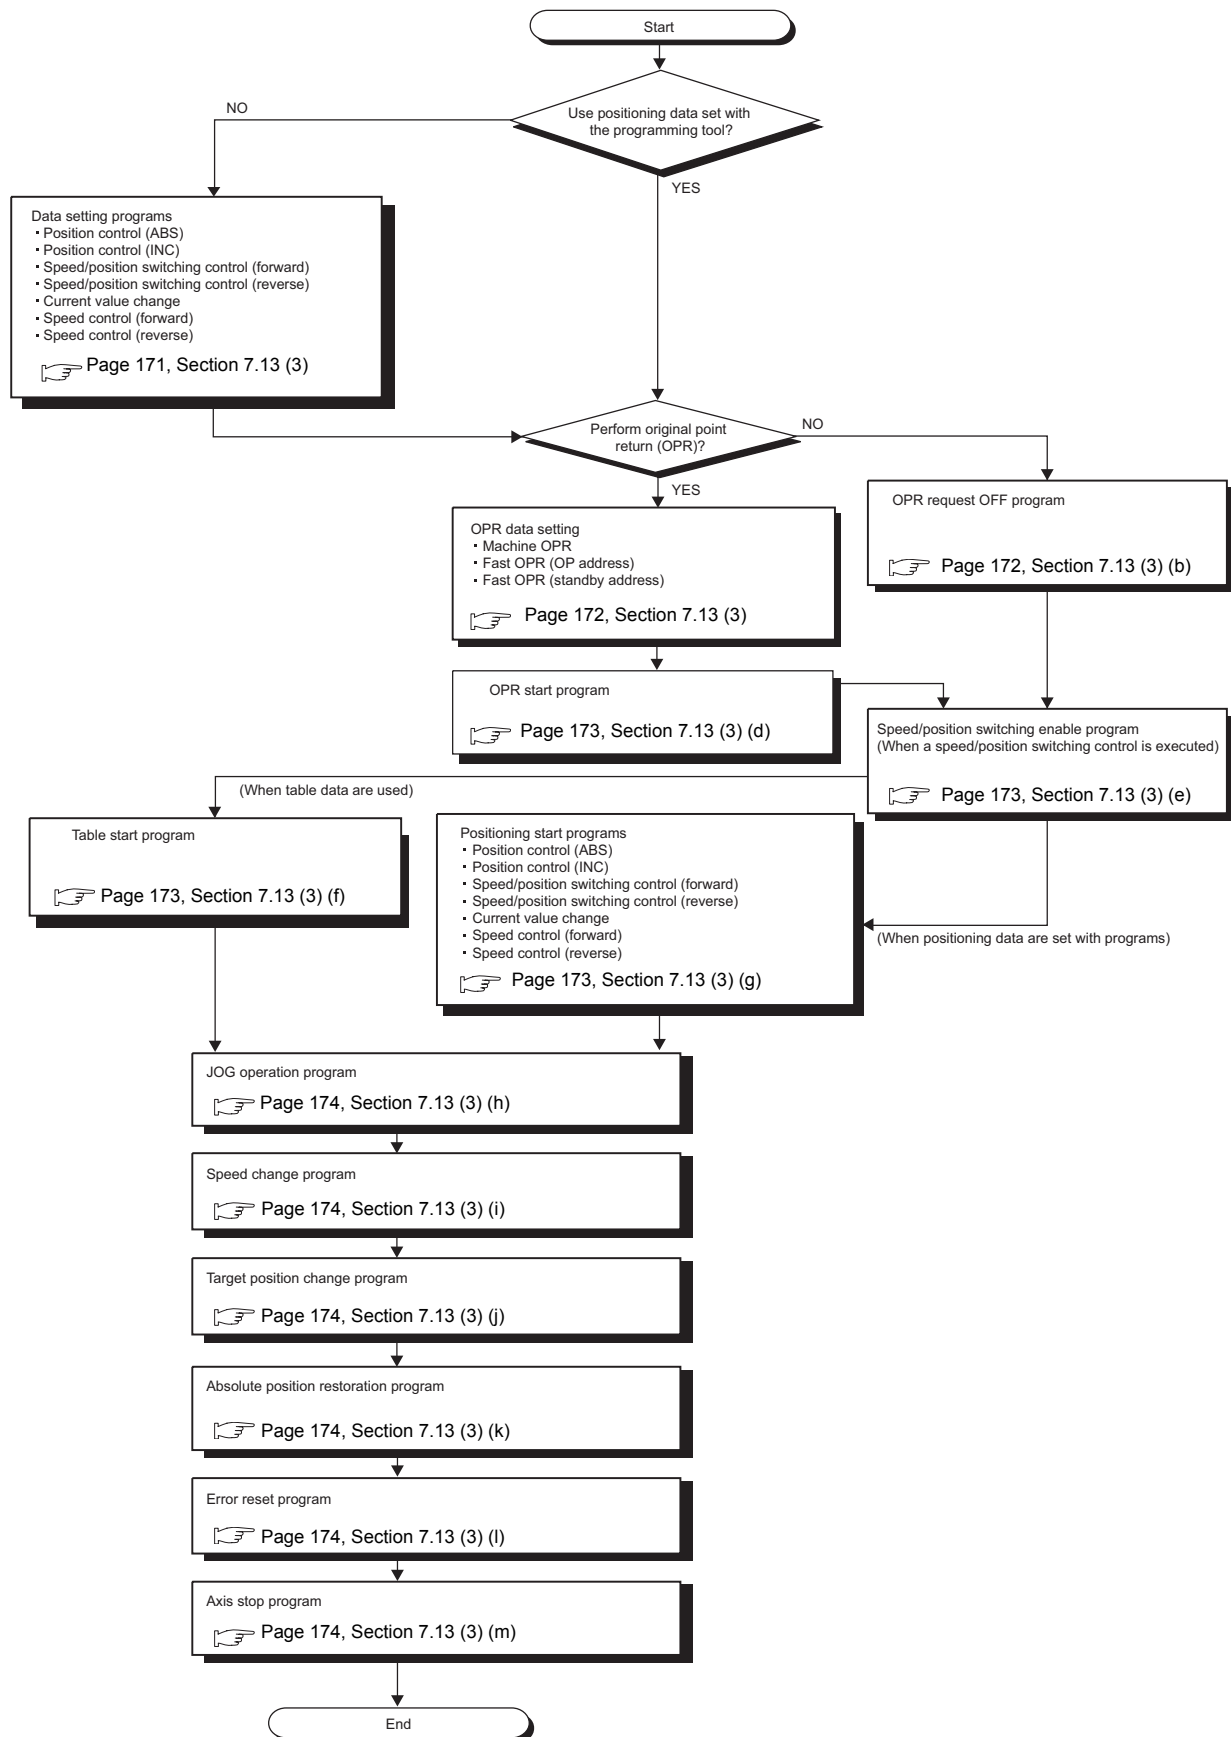 Start
Use positioning data set with
the programming tool?
NO
YES
Data setting programs
・Position control (ABS)
・Position control (INC)
・Speed/position switching control (forward)
・Speed/position switching control (reverse)
・Current value change
・Speed control (forward)
・Speed control (reverse)
Page 171, Section 7.13 (3)
Perform original point
return (OPR)?
NO
YES
OPR request OFF program
Page 172, Section 7.13 (3) (b)
OPR data setting
・Machine OPR
・Fast OPR (OP address)
・Fast OPR (standby address)
Page 172, Section 7.13 (3)
OPR start program
Page 173, Section 7.13 (3) (d)
Speed/position switching enable program
(When a speed/position switching control is executed)
Page 173, Section 7.13 (3) (e)
(When table data are used)
Table start program
Page 173, Section 7.13 (3) (f)
Positioning start programs
・Position control (ABS)
・Position control (INC)
・Speed/position switching control (forward)
・Speed/position switching control (reverse)
・Current value change
・Speed control (forward)
・Speed control (reverse)
Page 173, Section 7.13 (3) (g)
(When positioning data are set with programs)
JOG operation program
Page 174, Section 7.13 (3) (h)
Speed change program
Page 174, Section 7.13 (3) (i)
Target position change program
Page 174, Section 7.13 (3) (j)
Absolute position restoration program
Page 174, Section 7.13 (3) (k)
Error reset program
Page 174, Section 7.13 (3) (l)
Axis stop program
Page 174, Section 7.13 (3) (m)
End